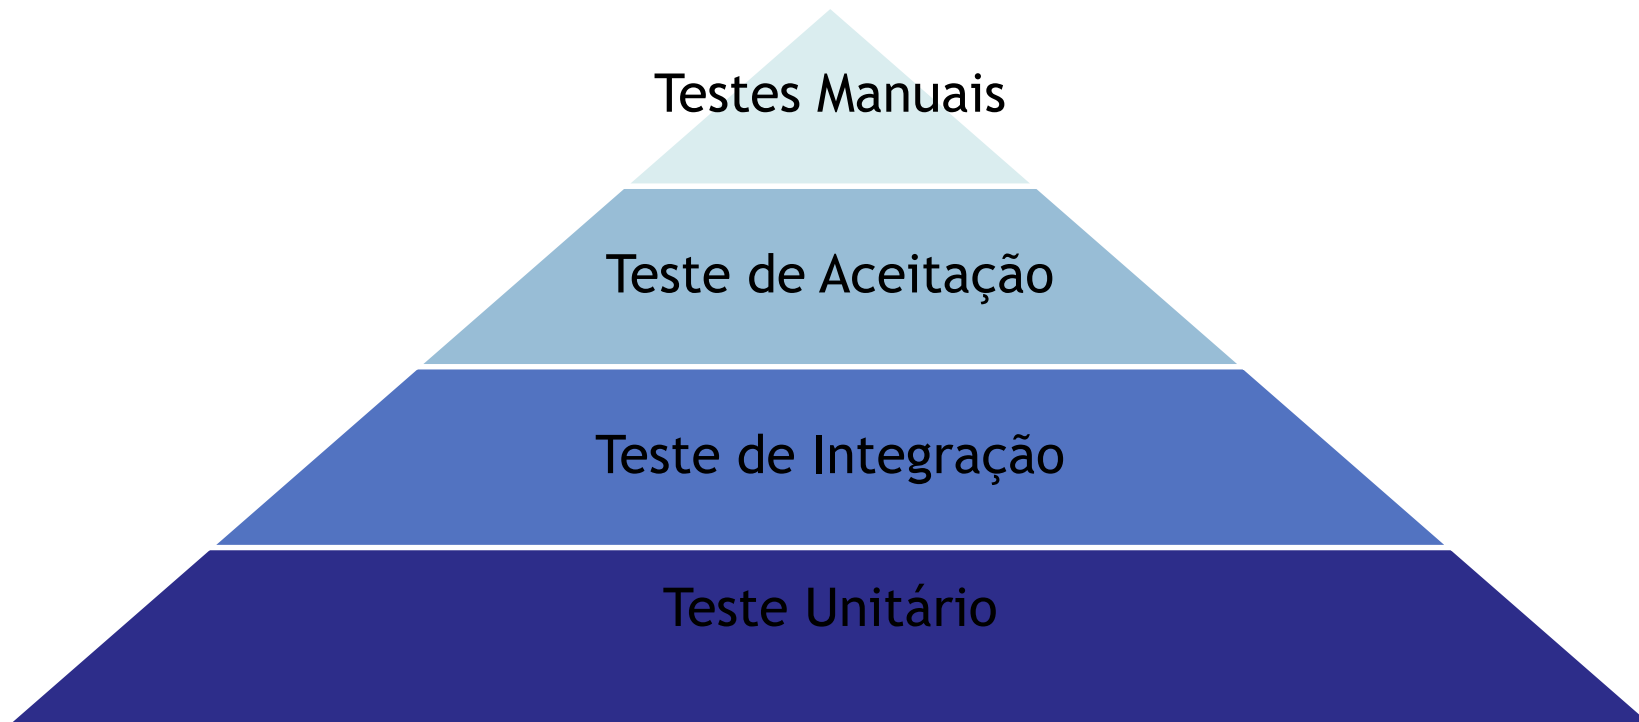 Testes Manuais
Teste de Aceitação
Teste de Integração
Teste Unitário